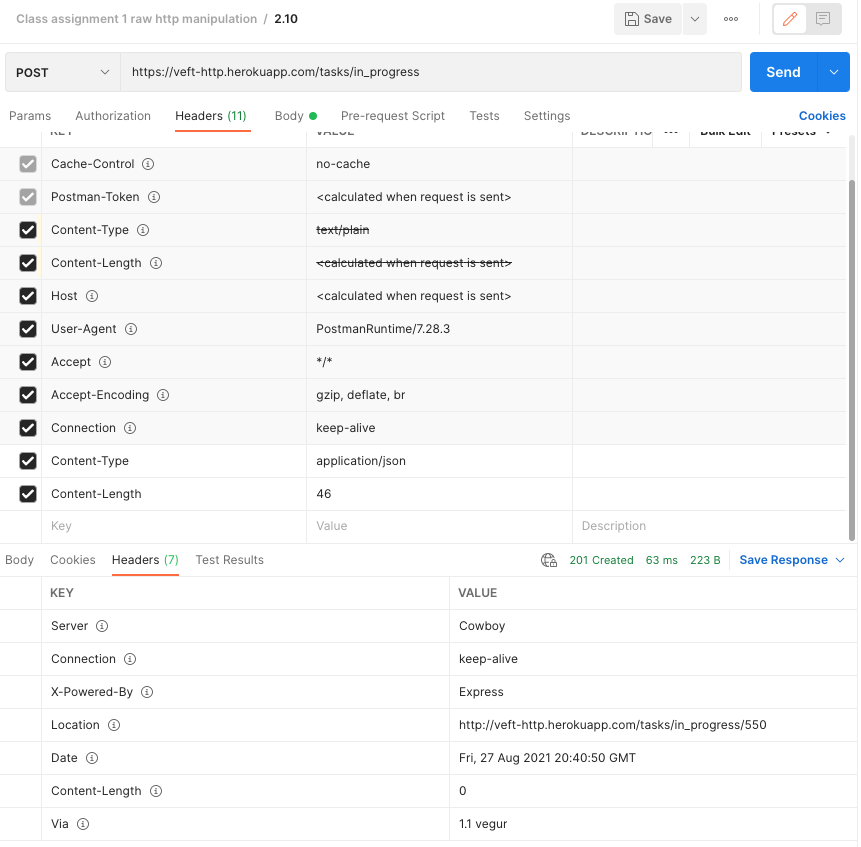 Class assignment 1 raw http manipulation / 2.10
Save
POST https://veft-http.herokuapp.com/tasks/in_progress Send
Params Authorization Headers (11) Body Pre-request Script Tests Settings Cookies
KEY VALUE DESCRIPTIO Bulk Edit Presets
Cache-Control no-cache
Postman-Token <calculated when request is sent>
Content-Type text/plain
Content-Length <calculated when request is sent>
Host <calculated when request is sent>
User-Agent PostmanRuntime/7.28.3
Accept */*
Accept-Encoding gzip, deflate, br
Connection keep-alive
Content-Type application/json
Content-Length 46
Key Value Description
Body Cookies Headers (7) Test Results 201 Created 63 ms 223 B Save Response
KEY VALUE
Server Cowboy
Connection keep-alive
X-Powered-By Express
Location http://veft-http.herokuapp.com/tasks/in_progress/550
Date Fri, 27 Aug 2021 20:40:50 GMT
Content-Length 0
Via 1.1 vegur